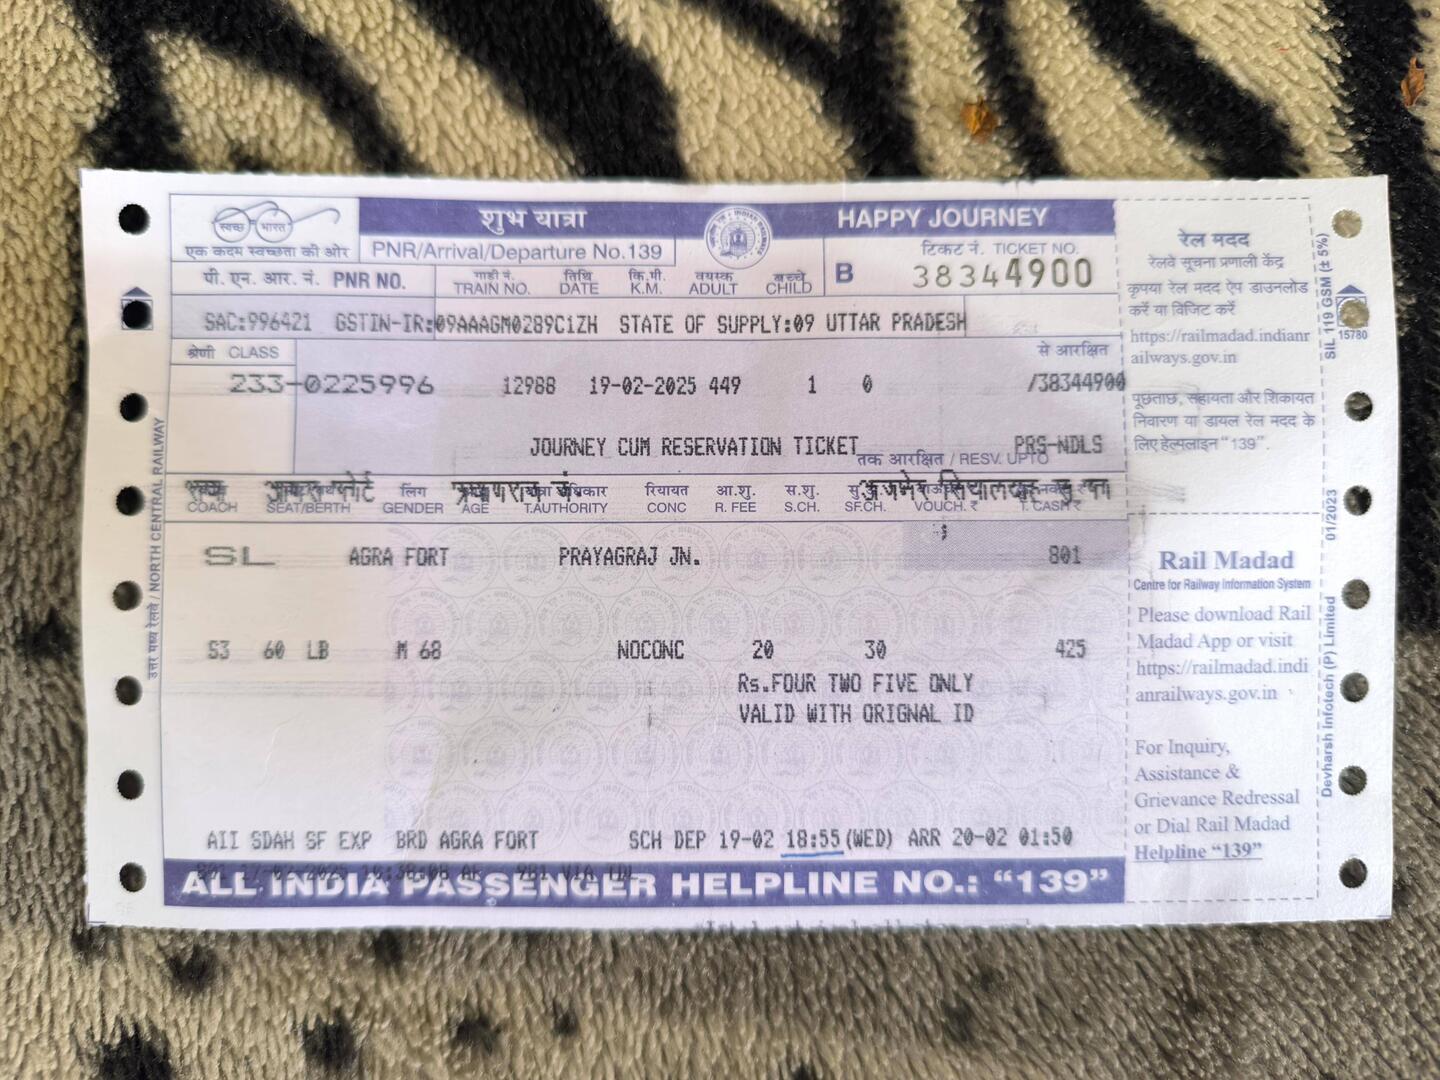 स्वच्छ भारत
एक कदम स्वच्छता की ओर
शुभ यात्रा
HAPPY JOURNEY
PNR/Arrival/Departure No.139
टिकट नं. TICKET NO.
B 38344900
पी. एन. आर. नं. PNR NO.
गाड़ी नं. TRAIN NO.
तिथि DATE
कि.मी. K.M.
वयस्क ADULT
बच्चे CHILD
SAC:996421 GSTIN-IR:09AAAGM0289C1ZH STATE OF SUPPLY:09 UTTAR PRADESH
श्रेणी CLASS
से आरक्षित
233-0225996 12988 19-02-2025 449 1 0 /38344900
JOURNEY CUM RESERVATION TICKET PRS-NDLS
तक आरक्षित / RESV. UPTO
आगरा फोर्ट प्रयागराज जं.
COACH
SEAT/BERTH
लिंग GENDER
AGE
T.AUTHORITY
रियायत CONC
आ.शु. R. FEE
स.शु. S.CH.
SF.CH.
VOUCH. ₹
T. CASH ₹
SL AGRA FORT PRAYAGRAJ JN. 801
S3 60 LB M 68 NOCONC 20 30 425
Rs.FOUR TWO FIVE ONLY
VALID WITH ORIGNAL ID
AII SDAH SF EXP BRD AGRA FORT SCH DEP 19-02 18:55(WED) ARR 20-02 01:50
ALL INDIA PASSENGER HELPLINE NO.: “139”
उत्तर मध्य रेलवे / NORTH CENTRAL RAILWAY
रेल मदद
रेलवे सूचना प्रणाली केंद्र
कृपया रेल मदद ऐप डाउनलोड
करें या विजिट करें
https://railmadad.indianr
ailways.gov.in
पूछताछ, सहायता और शिकायत
निवारण या डायल रेल मदद के
लिए हेल्पलाइन “139”.
Rail Madad
Centre for Railway Information System
Please download Rail
Madad App or visit
https://railmadad.indi
anrailways.gov.in
For Inquiry,
Assistance &
Grievance Redressal
or Dial Rail Madad
Helpline “139”
15780
Devharsh Infotech (P) Limited 01/2023 SIL 119 GSM (± 5%)